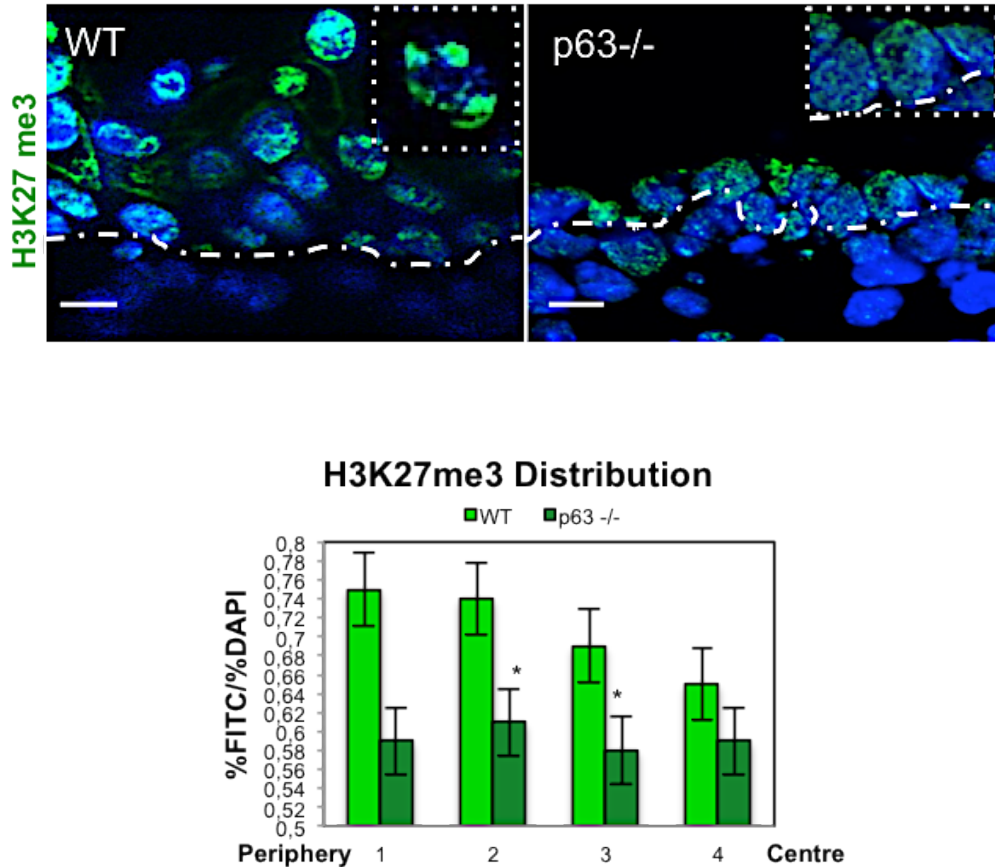 WT
p63-/-
H3K27 me3
H3K27me3 Distribution
WT p63 -/-
%FITC/%DAPI
0,8
0,78
0,76
0,74
0,72
0,7
0,68
0,66
0,64
0,62
0,6
0,58
0,56
0,54
0,52
0,5
*
*
Periphery 1 2 3 4 Centre